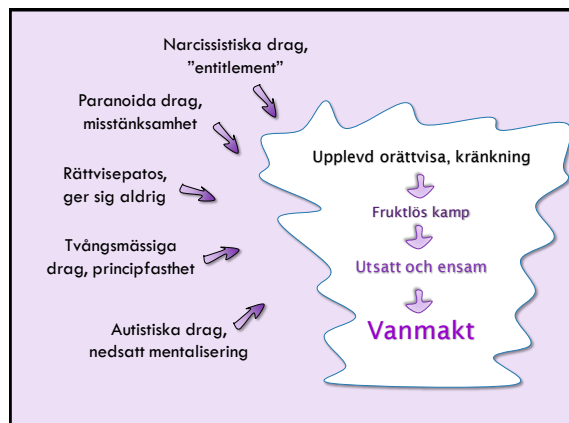 Narcissistiska drag,
”entitlement”
Paranoida drag,
misstänksamhet
Rättvisepatos,
ger sig aldrig
Tvångsmässiga
drag, principfasthet
Autistiska drag,
nedsatt mentalisering
Upplevd orättvisa, kränkning
Fruktlös kamp
Utsatt och ensam
Vanmakt